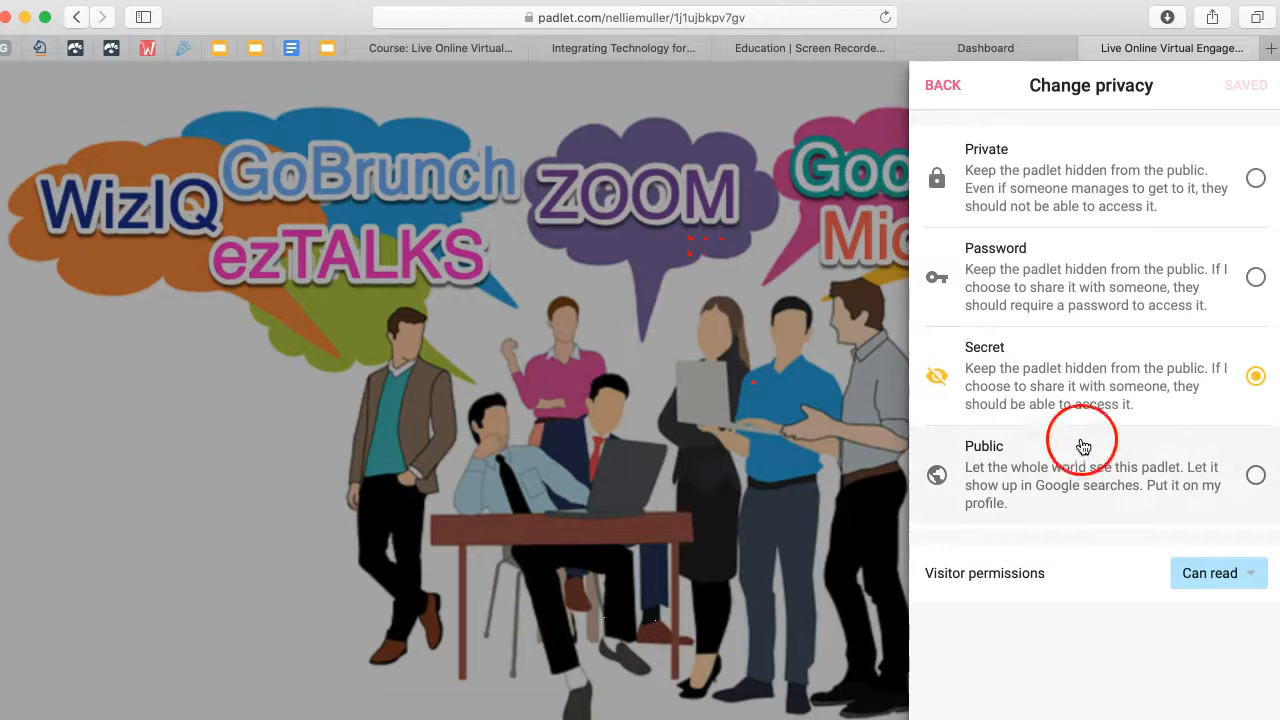 padlet.com/nelliemuller/1j1ujbkpv7gv
G
W
Course: Live Online Virtual...
Integrating Technology for...
Education | Screen Recorde...
Dashboard
Live Online Virtual Engage...
BACK
Change privacy
SAVED
WizIQ
GoBrunch
ezTALKS
ZOOM
Goo
Mic
Private
Keep the padlet hidden from the public.
Even if someone manages to get to it, they
should not be able to access it.
Password
Keep the padlet hidden from the public. If I
choose to share it with someone, they
should require a password to access it.
Secret
Keep the padlet hidden from the public. If I
choose to share it with someone, they
should be able to access it.
Public
Let the whole world see this padlet. Let it
show up in Google searches. Put it on my
profile.
Visitor permissions
Can read